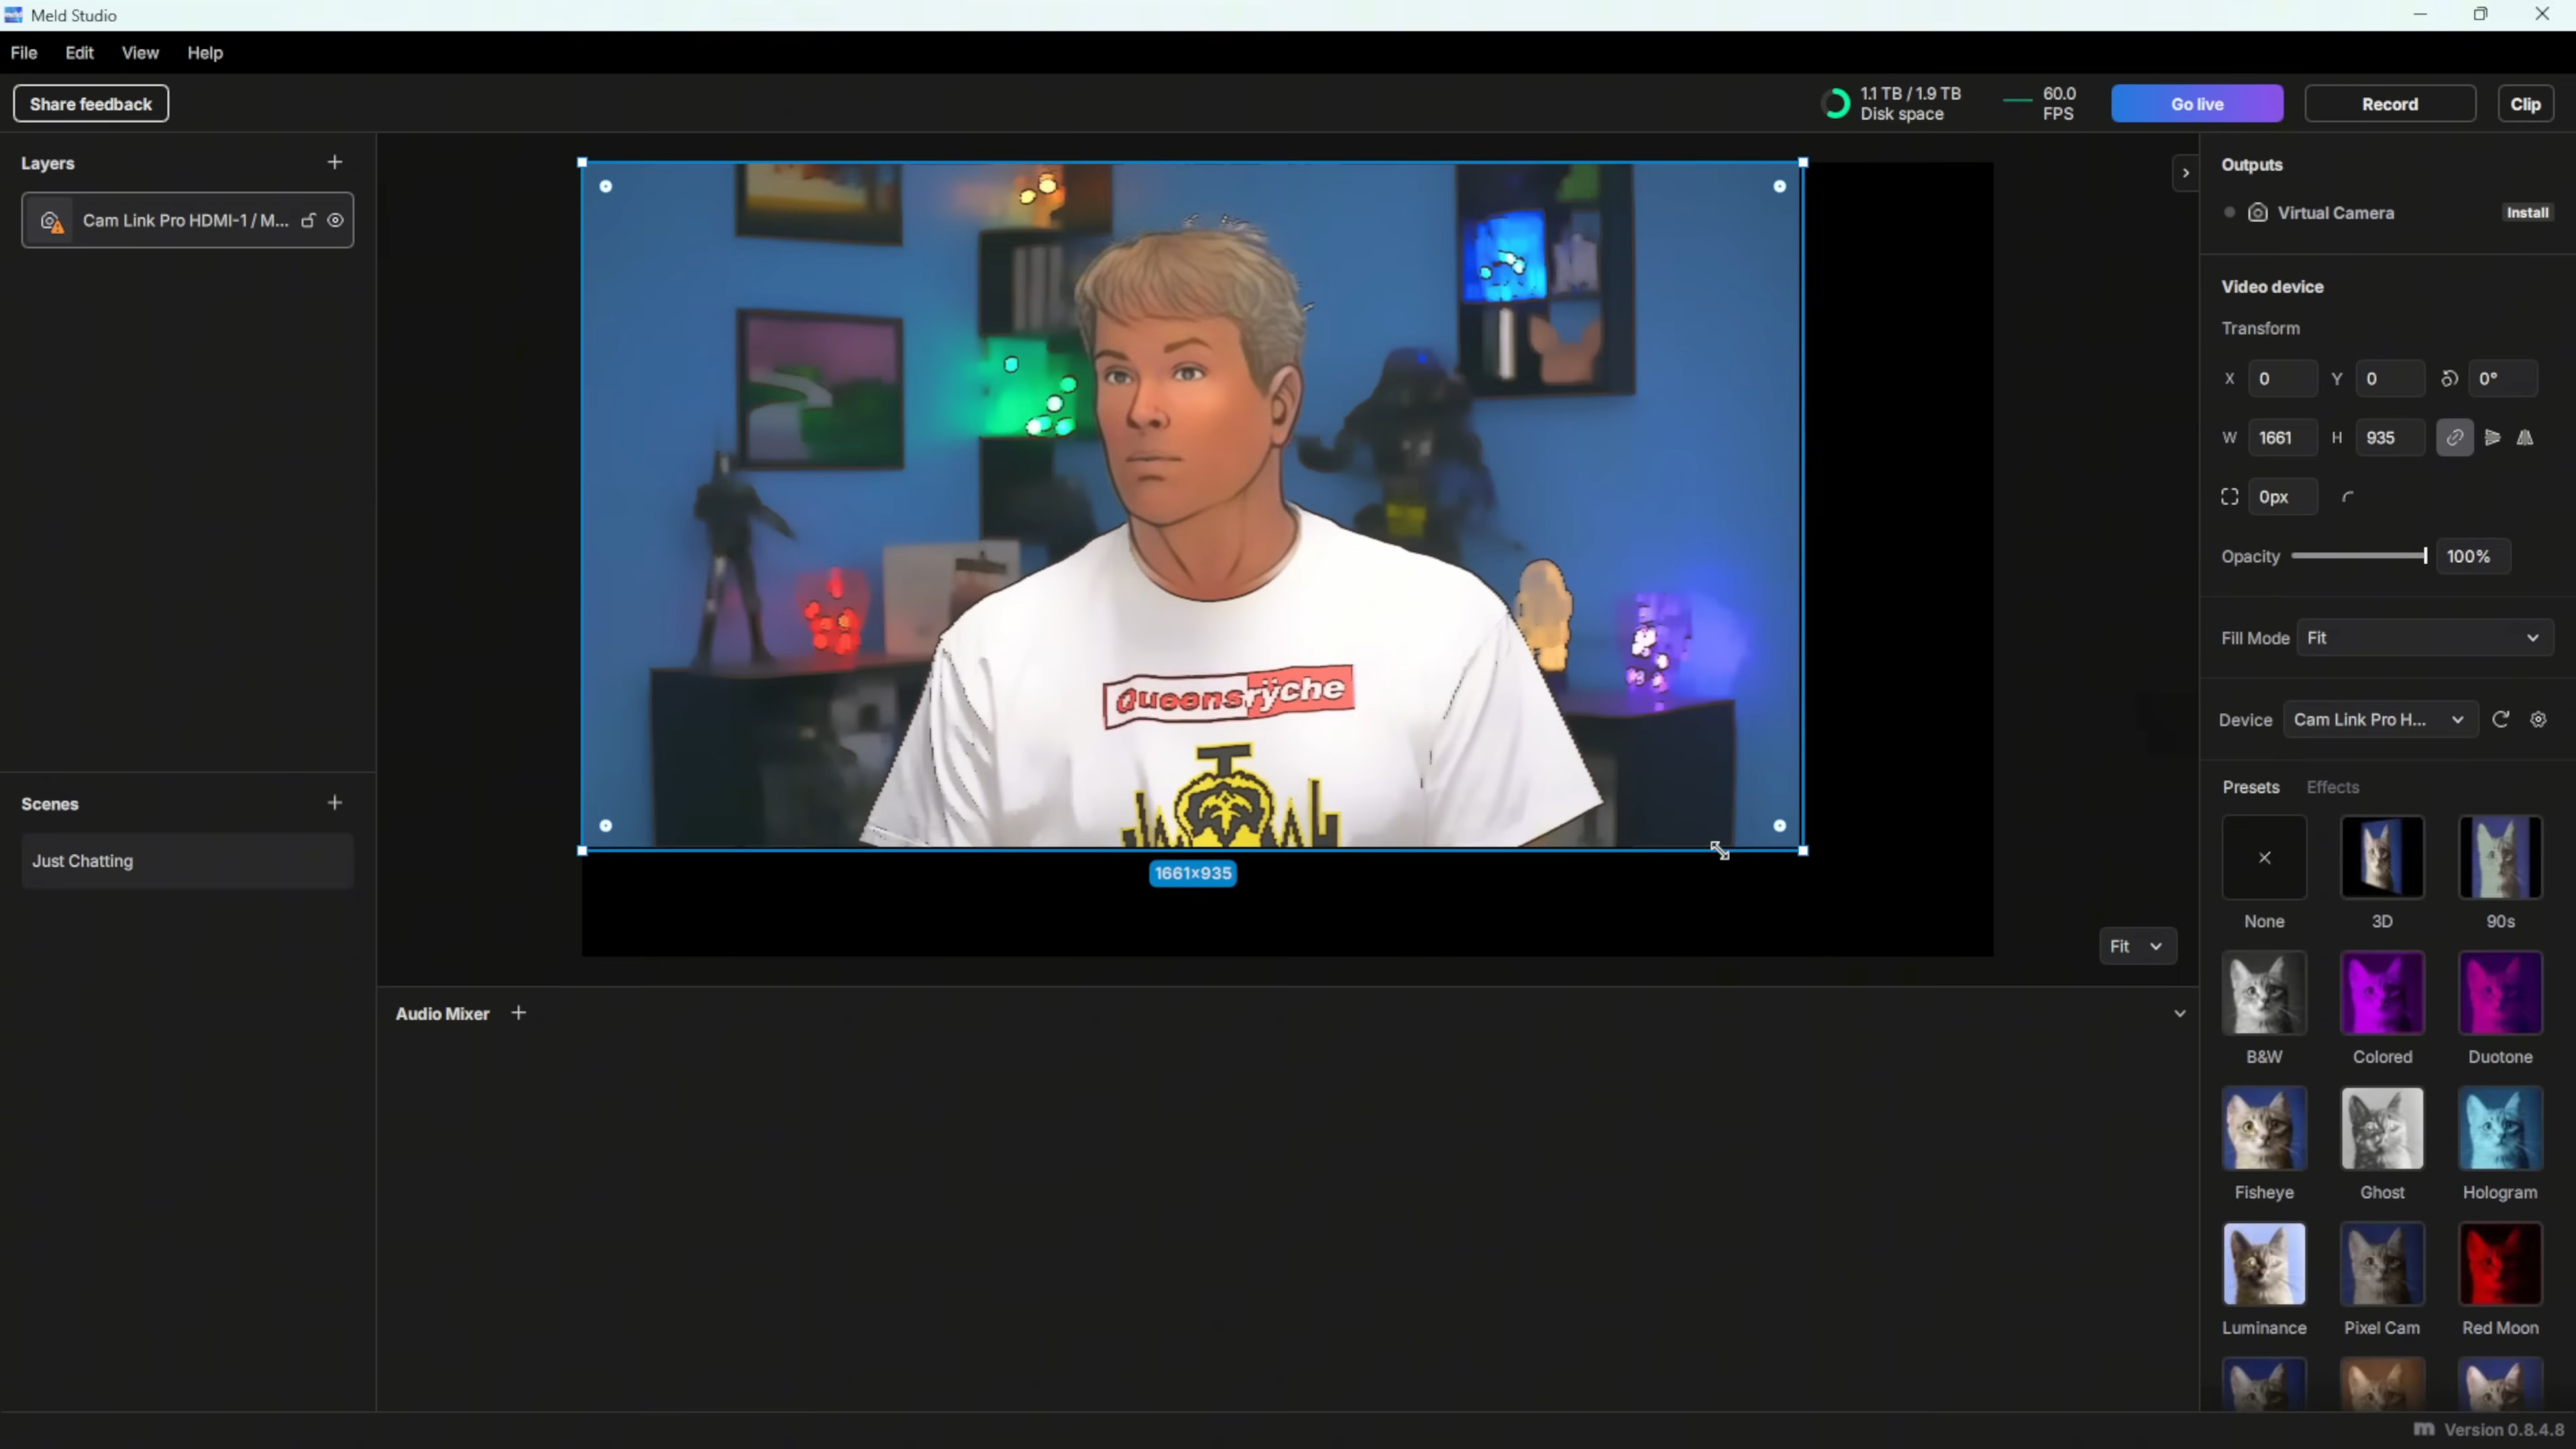 Meld Studio
File Edit View Help
Share feedback
1.1 TB / 1.9 TB
Disk space
60.0
FPS
Go live
Record
Clip
Layers
Cam Link Pro HDMI-1 / M...
Scenes
Just Chatting
Queensrÿche
1661×935
Fit
Audio Mixer
Outputs
Virtual Camera
Install
Video device
Transform
X 0 Y 0 0°
W 1661 H 935
0px
Opacity 100%
Fill Mode Fit
Device Cam Link Pro H...
Presets Effects
None 3D 90s
B&W Colored Duotone
Fisheye Ghost Hologram
Luminance Pixel Cam Red Moon
Version 0.8.4.8